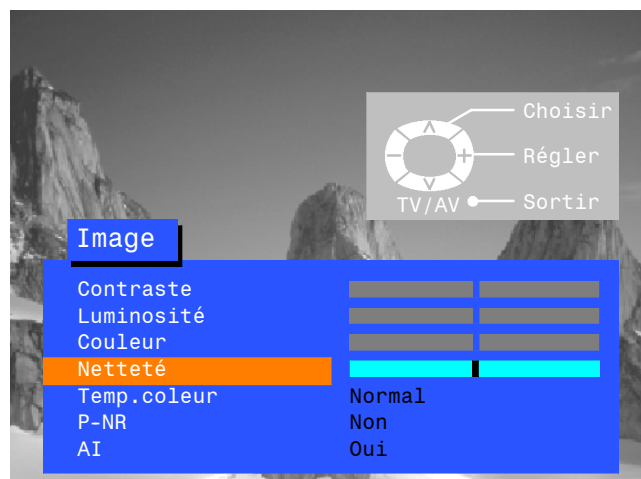 Choisir
Régler
TV/AV Sortir
Image
Contraste
Luminosité
Couleur
Netteté
Temp.coleur Normal
P-NR Non
AI Oui